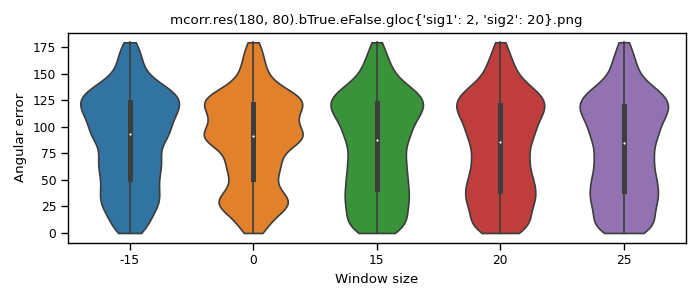 mcorr.res(180, 80).bTrue.eFalse.gloc{'sig1': 2, 'sig2': 20}.png
Angular error
175
150
125
100
75
50
25
0
-15 0 15 20 25
Window size